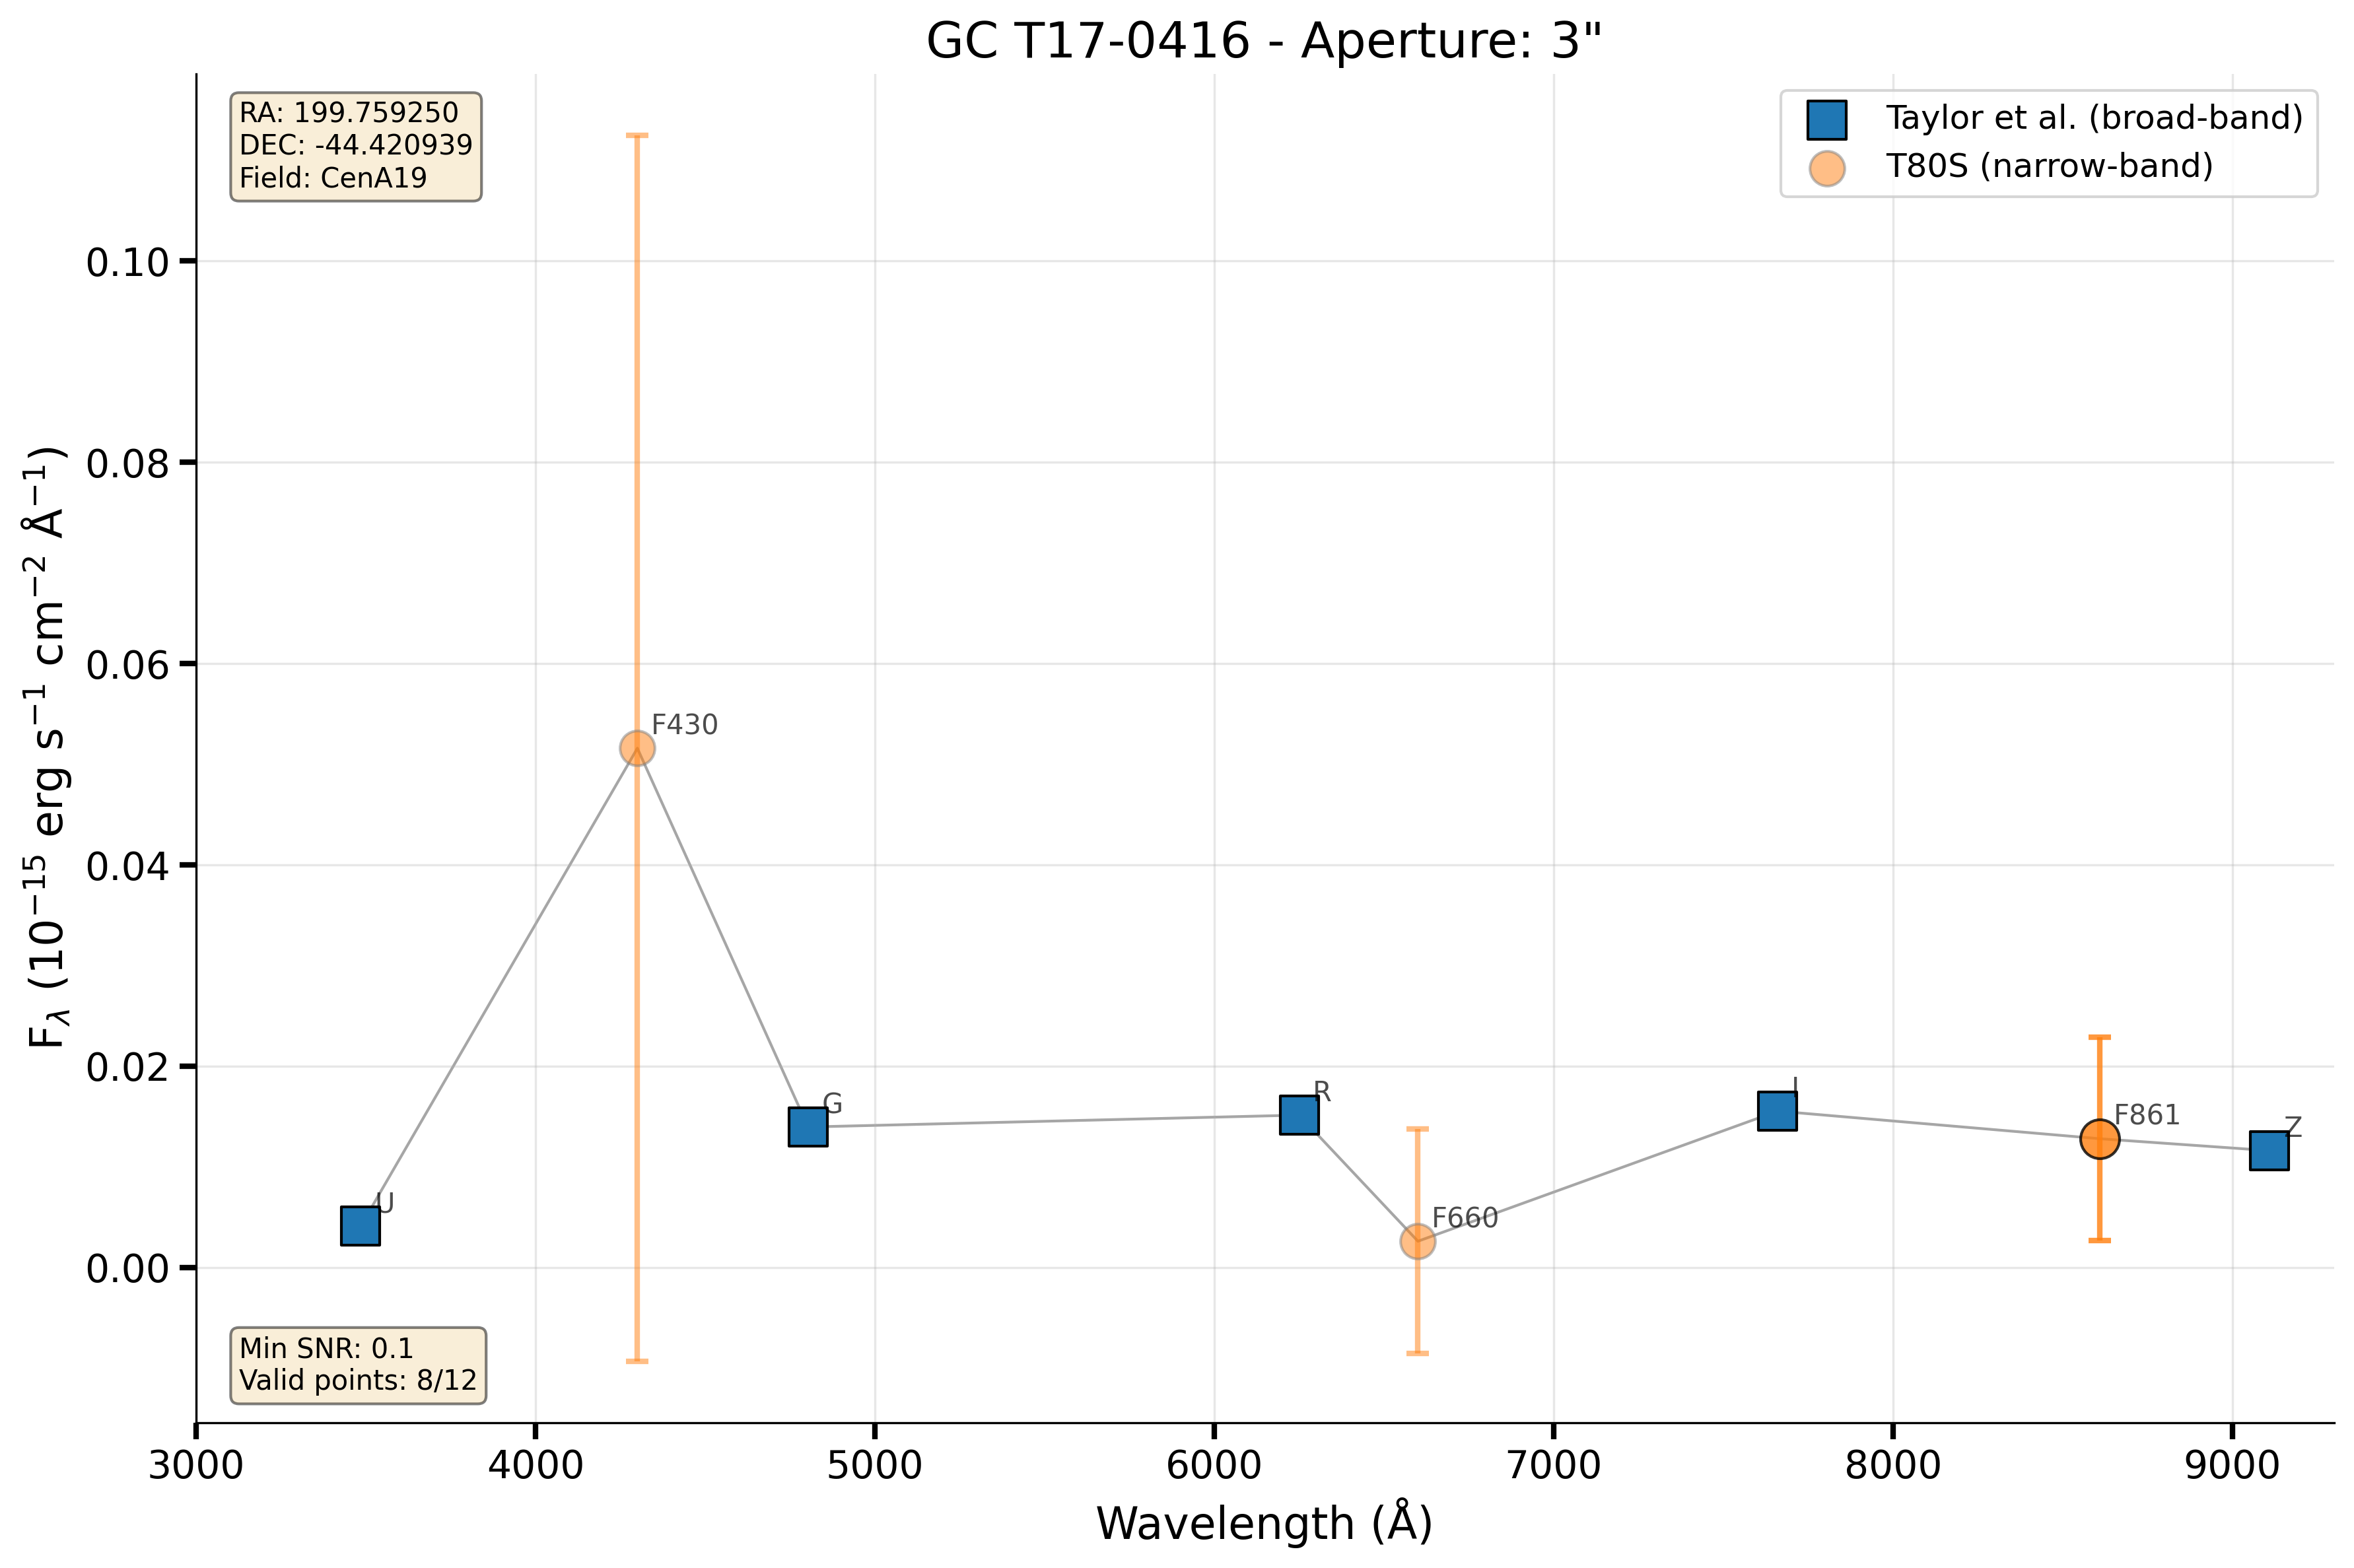 GC T17-0416 - Aperture: 3"
RA: 199.759250
DEC: -44.420939
Field: CenA19
Taylor et al. (broad-band)
T80S (narrow-band)
F_λ (10^−15 erg s^−1 cm^−2 Å^−1)
0.10
0.08
0.06
0.04
0.02
0.00
F430
U
G
R
F660
I
F861
Z
Min SNR: 0.1
Valid points: 8/12
3000 4000 5000 6000 7000 8000 9000
Wavelength (Å)